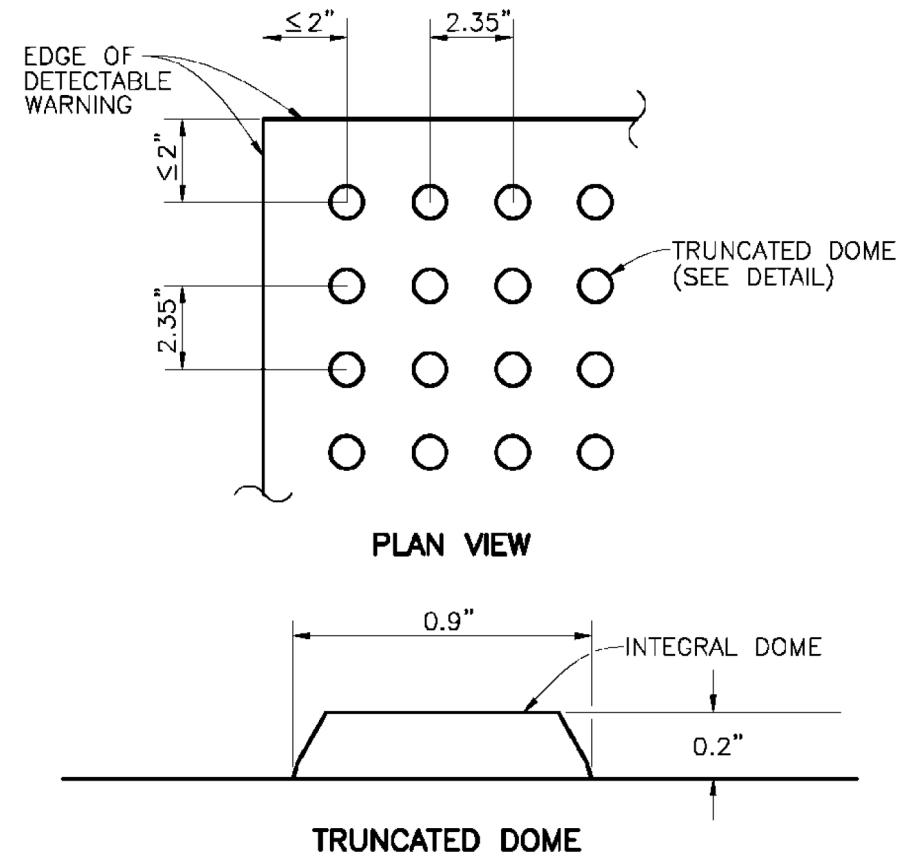 ≤2"
2.35"
EDGE OF
DETECTABLE
WARNING
≤2"
TRUNCATED DOME
(SEE DETAIL)
2.35"
PLAN VIEW
0.9"
INTEGRAL DOME
0.2"
TRUNCATED DOME